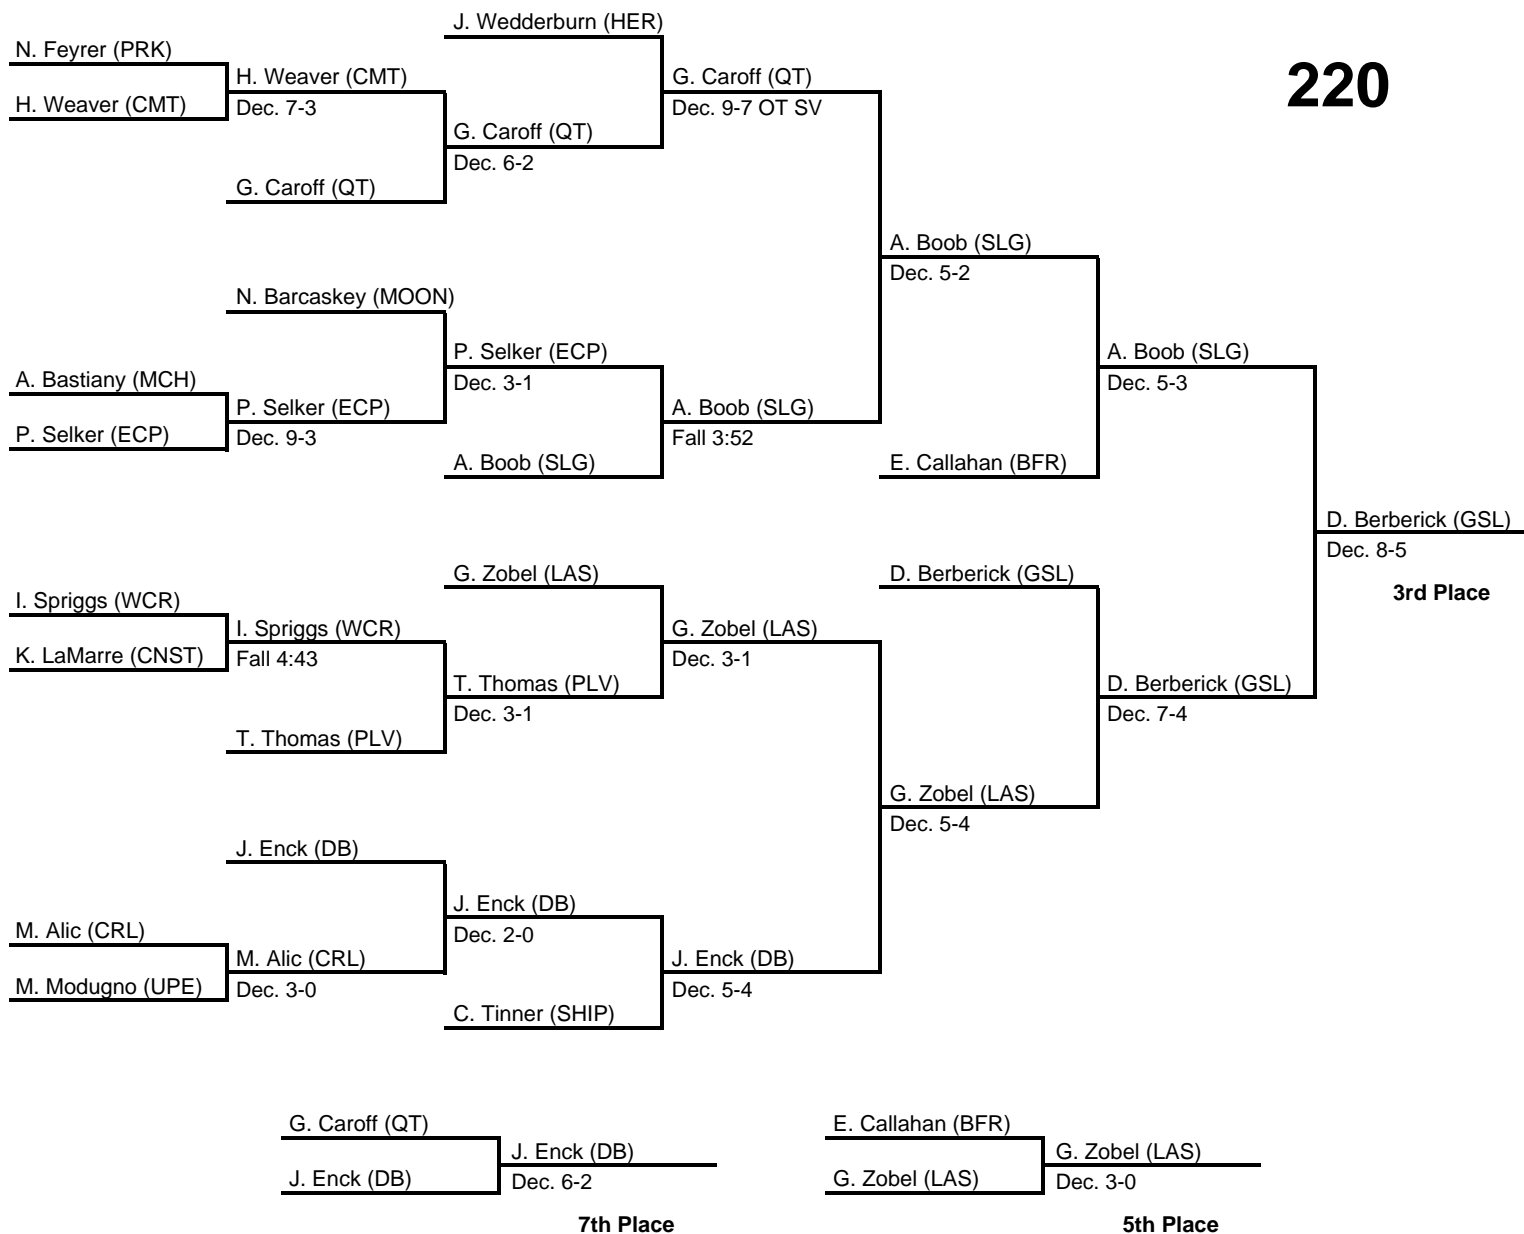 J. Wedderburn (HER)
N. Feyrer (PRK)
220
H. Weaver (CMT)
G. Caroff (QT)
H. Weaver (CMT)
Dec. 7-3
Dec. 9-7 OT SV
G. Caroff (QT)
Dec. 6-2
G. Caroff (QT)
A. Boob (SLG)
Dec. 5-2
N. Barcaskey (MOON)
P. Selker (ECP)
A. Boob (SLG)
A. Bastiany (MCH)
Dec. 3-1
Dec. 5-3
P. Selker (ECP)
A. Boob (SLG)
P. Selker (ECP)
Dec. 9-3
Fall 3:52
A. Boob (SLG)
E. Callahan (BFR)
D. Berberick (GSL)
Dec. 8-5
G. Zobel (LAS)
D. Berberick (GSL)
3rd Place
I. Spriggs (WCR)
I. Spriggs (WCR)
G. Zobel (LAS)
K. LaMarre (CNST)
Fall 4:43
Dec. 3-1
T. Thomas (PLV)
D. Berberick (GSL)
Dec. 3-1
Dec. 7-4
T. Thomas (PLV)
G. Zobel (LAS)
Dec. 5-4
J. Enck (DB)
J. Enck (DB)
M. Alic (CRL)
Dec. 2-0
M. Alic (CRL)
J. Enck (DB)
M. Modugno (UPE)
Dec. 3-0
Dec. 5-4
C. Tinner (SHIP)
G. Caroff (QT)
J. Enck (DB)
J. Enck (DB)
Dec. 6-2
7th Place
E. Callahan (BFR)
G. Zobel (LAS)
G. Zobel (LAS)
Dec. 3-0
5th Place